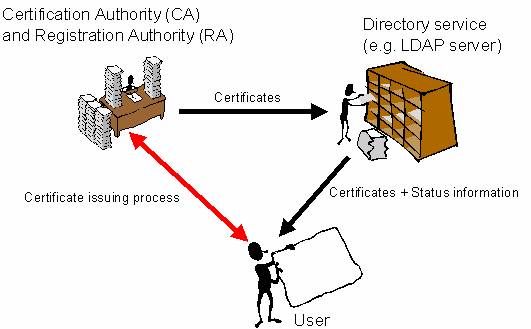 Certification Authority (CA)
and Registration Authority (RA)
Directory service
(e.g. LDAP server)
Certificates
Certificate issuing process
Certificates + Status information
User